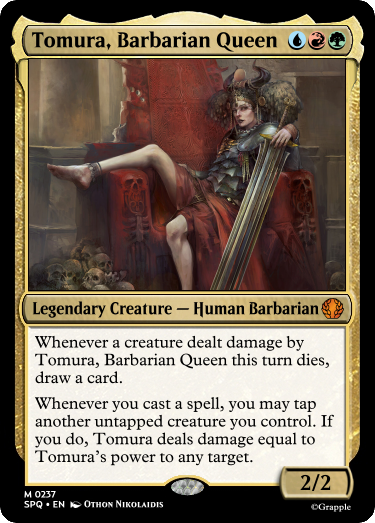 Tomura, Barbarian Queen
Legendary Creature — Human Barbarian
Whenever a creature dealt damage by
Tomura, Barbarian Queen this turn dies,
draw a card.
Whenever you cast a spell, you may tap
another untapped creature you control. If
you do, Tomura deals damage equal to
Tomura's power to any target.
2/2
M 0237
SPQ • EN Othon Nikolaidis
©Grapple